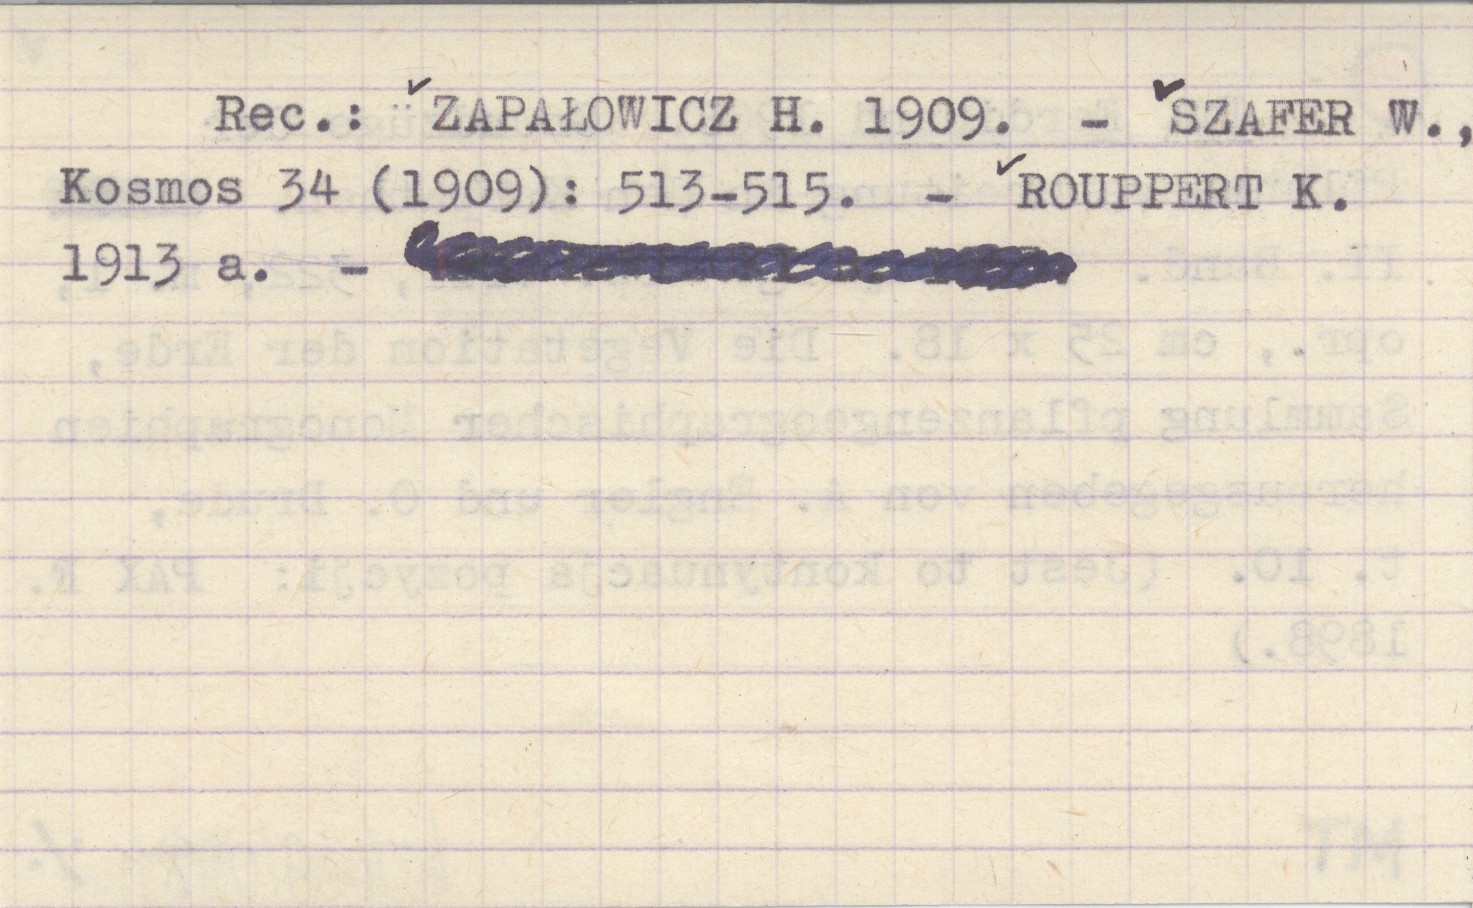 Rec.: ZAPAŁOWICZ H. 1909. - SZAFER W.,
Kosmos 34 (1909): 513-515. - ROUPPERT K.
1913 a. -